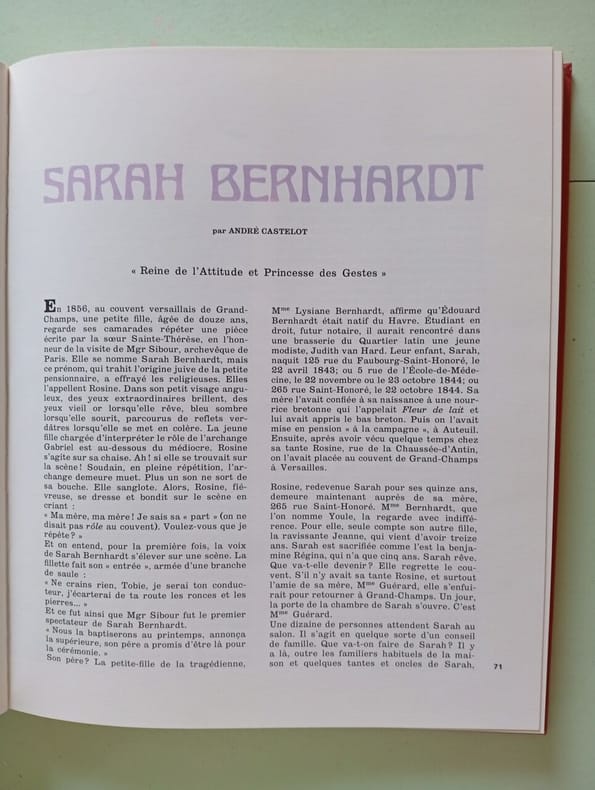 SARAH BERNHARDT
par ANDRÉ CASTELOT
« Reine de l'Attitude et Princesse des Gestes »
En 1856, au couvent versaillais de Grand-
Champs, une petite fille, âgée de douze ans,
regarde ses camarades répéter une pièce
écrite par la sœur Sainte-Thérèse, en l'hon-
neur de la visite de Mgr Sibour, archevêque de
Paris. Elle se nomme Sarah Bernhardt, mais
ce prénom, qui trahit l'origine juive de la petite
pensionnaire, a effrayé les religieuses. Elles
l'appellent Rosine. Dans son petit visage angu-
leux, des yeux extraordinaires brillent, des
yeux vieil or lorsqu'elle rêve, bleu sombre
lorsqu'elle sourit, parcourus de reflets ver-
dâtres lorsqu'elle se met en colère. La jeune
fille chargée d'interpréter le rôle de l'archange
Gabriel est au-dessous du médiocre. Rosine
s'agite sur sa chaise. Ah! si elle se trouvait sur
la scène! Soudain, en pleine répétition, l'ar-
change demeure muet. Plus un son ne sort de
sa bouche. Elle sanglote. Alors, Rosine, fié-
vreuse, se dresse et bondit sur le scène en
criant :
« Ma mère, ma mère! Je sais sa « part » (on ne
disait pas rôle au couvent). Voulez-vous que je
répète? »
Et on entend, pour la première fois, la voix
de Sarah Bernhardt s'élever sur une scène. La
fillette fait son « entrée », armée d'une branche
de saule :
« Ne crains rien, Tobie, je serai ton conduc-
teur, j'écarterai de ta route les ronces et les
pierres... »
Et ce fut ainsi que Mgr Sibour fut le premier
spectateur de Sarah Bernhardt.
« Nous la baptiserons au printemps, annonça
la supérieure, son père a promis d'être là pour
la cérémonie. »
Son père? La petite-fille de la tragédienne,
Mme Lysiane Bernhardt, affirme qu'Édouard
Bernhardt était natif du Havre. Étudiant en
droit, futur notaire, il aurait rencontré dans
une brasserie du Quartier latin une jeune
modiste, Judith van Hard. Leur enfant, Sarah,
naquit 125 rue du Faubourg-Saint-Honoré, le
22 avril 1843; ou 5 rue de l'École-de-Méde-
cine, le 22 novembre ou le 23 octobre 1844; ou
265 rue Saint-Honoré, le 22 octobre 1844. Sa
mère l'avait confiée à sa naissance à une nour-
rice bretonne qui l'appelait Fleur de lait et
lui avait appris le bas breton. Puis on l'avait
mise en pension « à la campagne », à Auteuil.
Ensuite, après avoir vécu quelque temps chez
sa tante Rosine, rue de la Chaussée-d'Antin,
on l'avait placée au couvent de Grand-Champs
à Versailles.
Rosine, redevenue Sarah pour ses quinze ans,
demeure maintenant auprès de sa mère,
265 rue Saint-Honoré. Mme Bernhardt, que
l'on nomme Youle, la regarde avec indiffé-
rence. Pour elle, seule compte son autre fille,
la ravissante Jeanne, qui vient d'avoir treize
ans. Sarah est sacrifiée comme l'est la benja-
mine Régina, qui n'a que cinq ans. Sarah rêve.
Que va-t-elle devenir? Elle regrette le cou-
vent. S'il n'y avait sa tante Rosine, et surtout
l'amie de sa mère, Mme Guérard, elle s'enfui-
rait pour retourner à Grand-Champs. Un jour,
la porte de la chambre de Sarah s'ouvre. C'est
Mme Guérard.
Une dizaine de personnes attendent Sarah au
salon. Il s'agit en quelque sorte d'un conseil
de famille. Que va-t-on faire de Sarah? Il y
a là, outre les familiers habituels de la mai-
son et quelques tantes et oncles de Sarah,
71